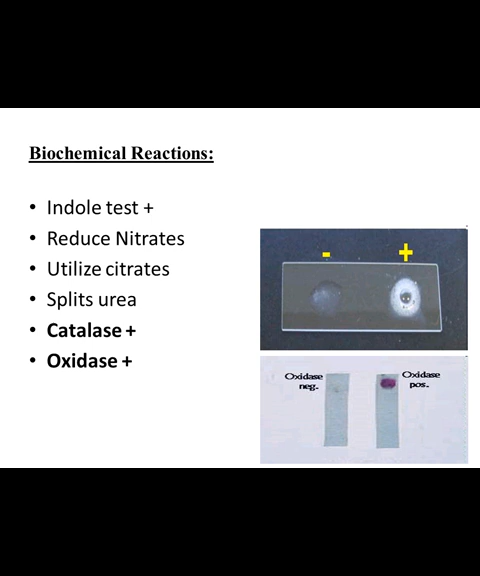 Biochemical Reactions:
• Indole test +
• Reduce Nitrates
• Utilize citrates
• Splits urea
• Catalase +
• Oxidase +
- +
Oxidase neg.
Oxidase pos.